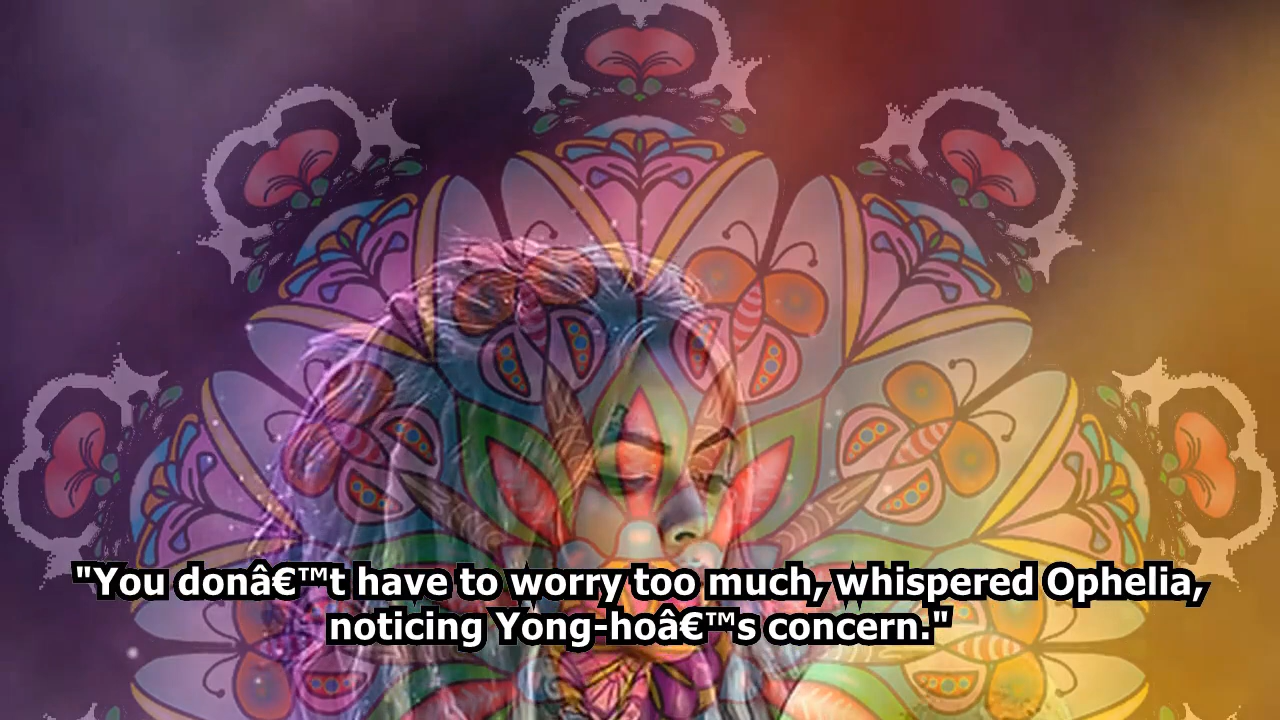 "You donâ€™t have to worry too much, whispered Ophelia,
noticing Yong-hoâ€™s concern."